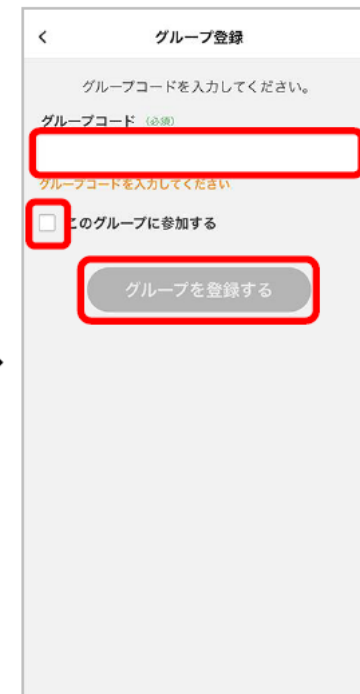 グループ登録
グループコードを入力してください。
グループコード (必須)
グループコードを入力してください
このグループに参加する
グループを登録する